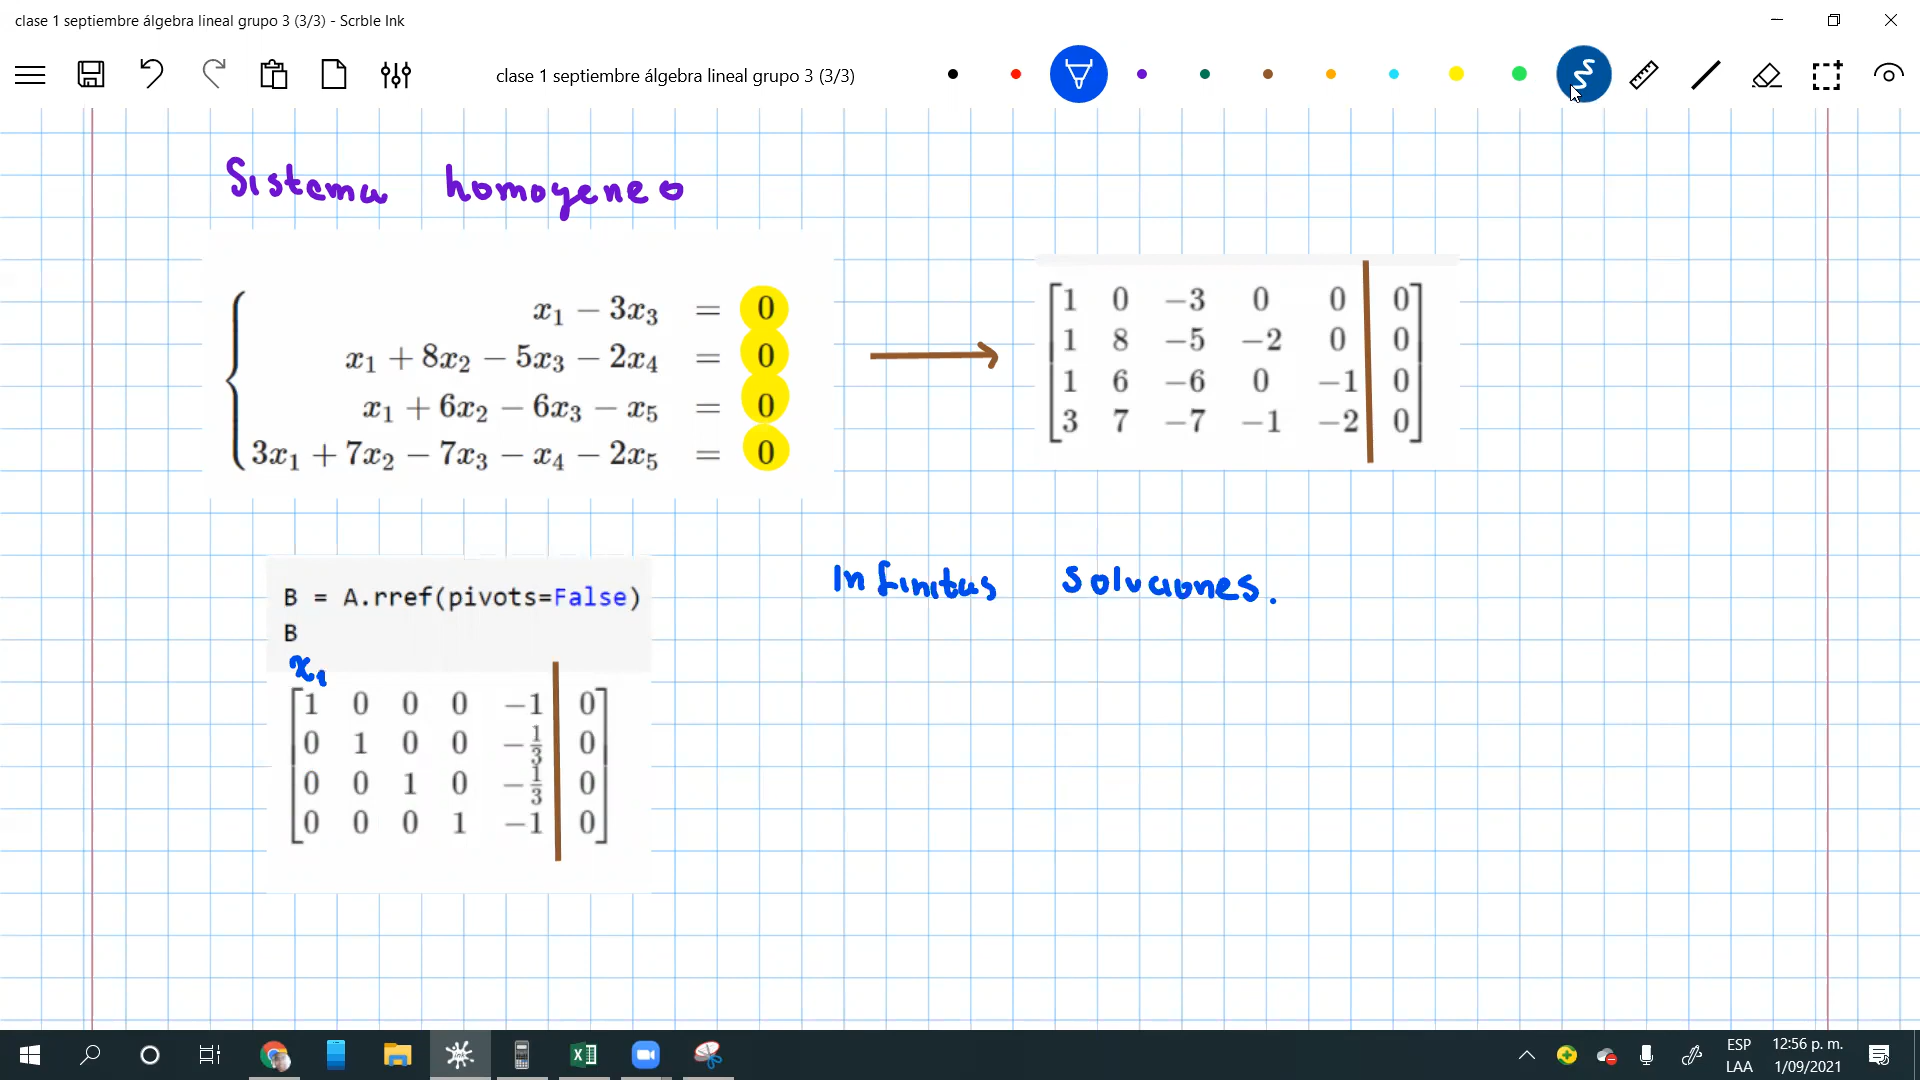 clase 1 septiembre álgebra lineal grupo 3 (3/3) - Scrble Ink
clase 1 septiembre álgebra lineal grupo 3 (3/3)
Sistema homogeneo
x₁ − 3x₃ = 0
x₁ + 8x₂ − 5x₃ − 2x₄ = 0
x₁ + 6x₂ − 6x₃ − x₅ = 0
3x₁ + 7x₂ − 7x₃ − x₄ − 2x₅ = 0
1 0 −3 0 0 0
1 8 −5 −2 0 0
1 6 −6 0 −1 0
3 7 −7 −1 −2 0
B = A.rref(pivots=False)
B
x₁
1 0 0 0 −1 0
0 1 0 0 −1/3 0
0 0 1 0 −1/3 0
0 0 0 1 −1 0
Infinitas soluciones.
ESP
LAA
12:56 p. m.
1/09/2021